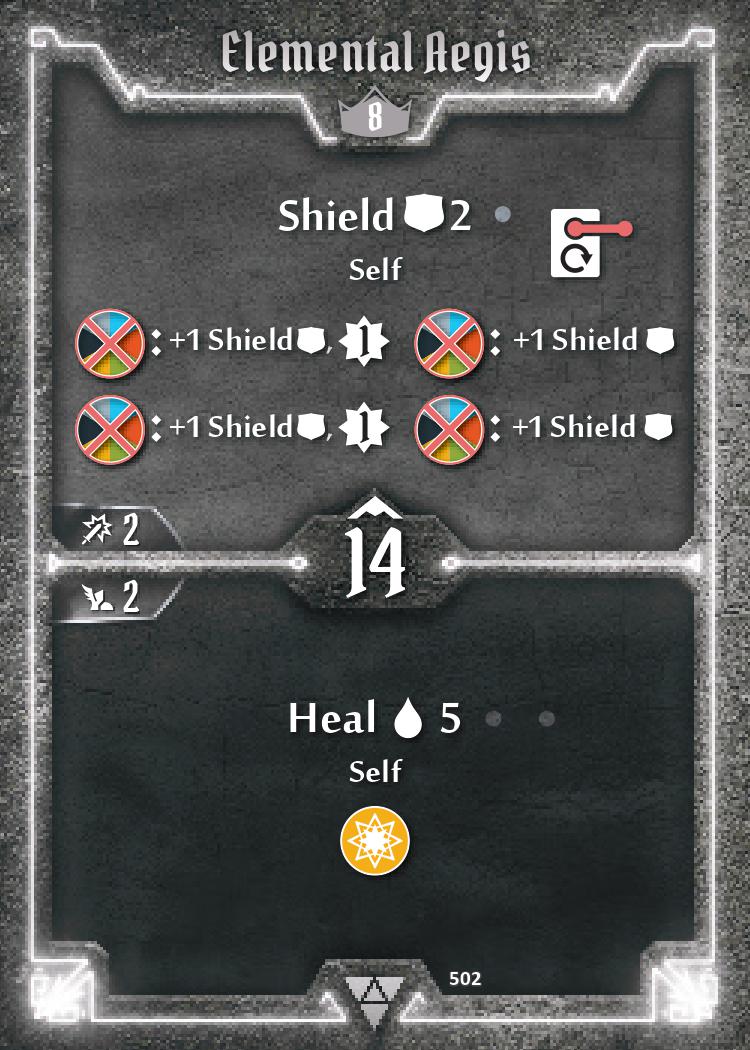 Elemental Aegis
8
Shield 2
Self
: +1 Shield, 1
: +1 Shield
: +1 Shield, 1
: +1 Shield
2
14
2
Heal 5
Self
502